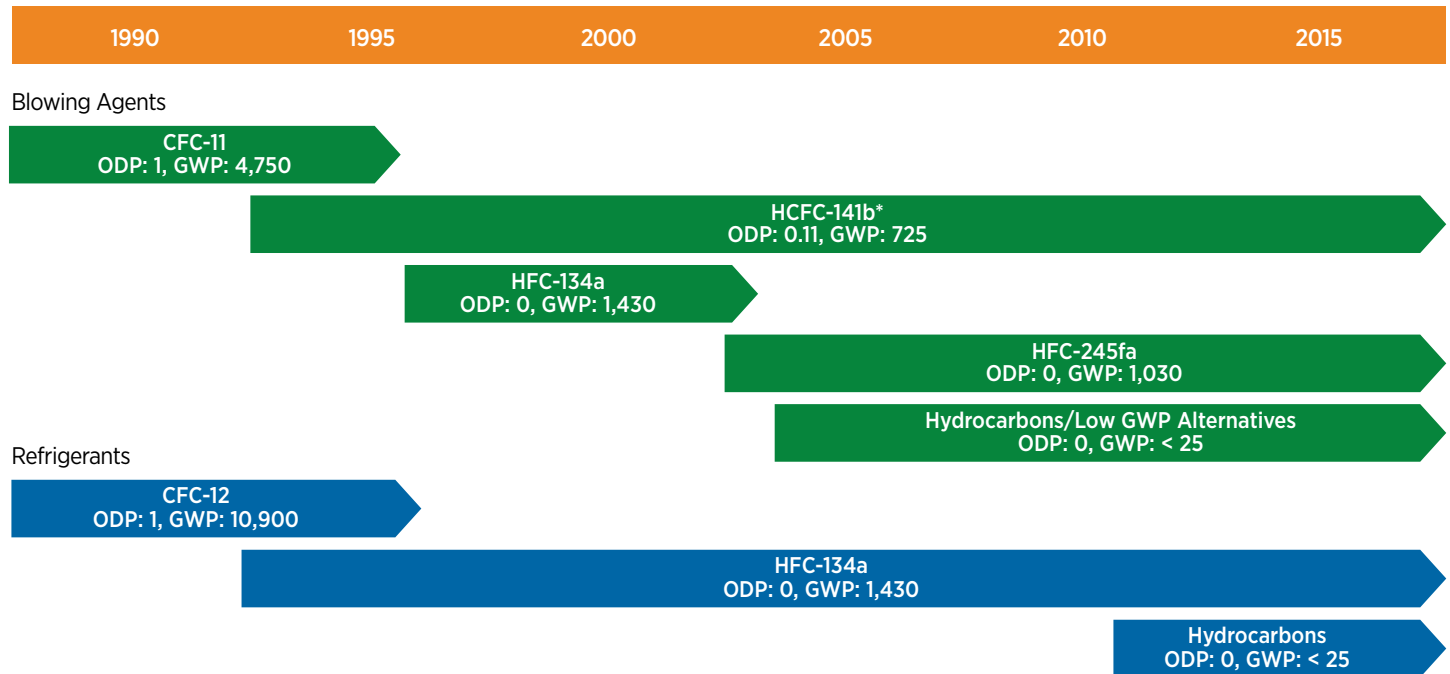 1990 1995 2000 2005 2010 2015
Blowing Agents
CFC-11
ODP: 1, GWP: 4,750
HCFC-141b*
ODP: 0.11, GWP: 725
HFC-134a
ODP: 0, GWP: 1,430
HFC-245fa
ODP: 0, GWP: 1,030
Hydrocarbons/Low GWP Alternatives
ODP: 0, GWP: < 25
Refrigerants
CFC-12
ODP: 1, GWP: 10,900
HFC-134a
ODP: 0, GWP: 1,430
Hydrocarbons
ODP: 0, GWP: < 25